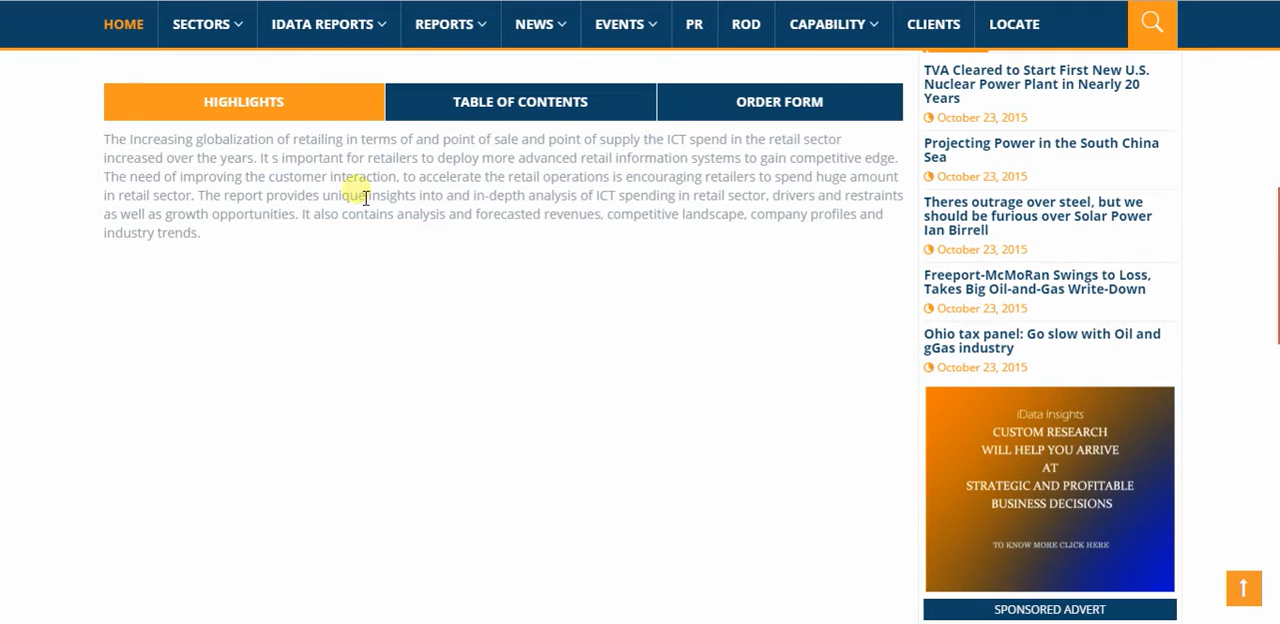 HOME SECTORS IDATA REPORTS REPORTS NEWS EVENTS PR ROD CAPABILITY CLIENTS LOCATE
HIGHLIGHTS TABLE OF CONTENTS ORDER FORM
The Increasing globalization of retailing in terms of and point of sale and point of supply the ICT spend in the retail sector
increased over the years. It s important for retailers to deploy more advanced retail information systems to gain competitive edge.
The need of improving the customer interaction, to accelerate the retail operations is encouraging retailers to spend huge amount
in retail sector. The report provides unique insights into and in-depth analysis of ICT spending in retail sector, drivers and restraints
as well as growth opportunities. It also contains analysis and forecasted revenues, competitive landscape, company profiles and
industry trends.
TVA Cleared to Start First New U.S.
Nuclear Power Plant in Nearly 20
Years
October 23, 2015
Projecting Power in the South China
Sea
October 23, 2015
Theres outrage over steel, but we
should be furious over Solar Power
Ian Birrell
October 23, 2015
Freeport-McMoRan Swings to Loss,
Takes Big Oil-and-Gas Write-Down
October 23, 2015
Ohio tax panel: Go slow with Oil and
gGas industry
October 23, 2015
iData Insights
CUSTOM RESEARCH
WILL HELP YOU ARRIVE
AT
STRATEGIC AND PROFITABLE
BUSINESS DECISIONS
TO KNOW MORE CLICK HERE
SPONSORED ADVERT